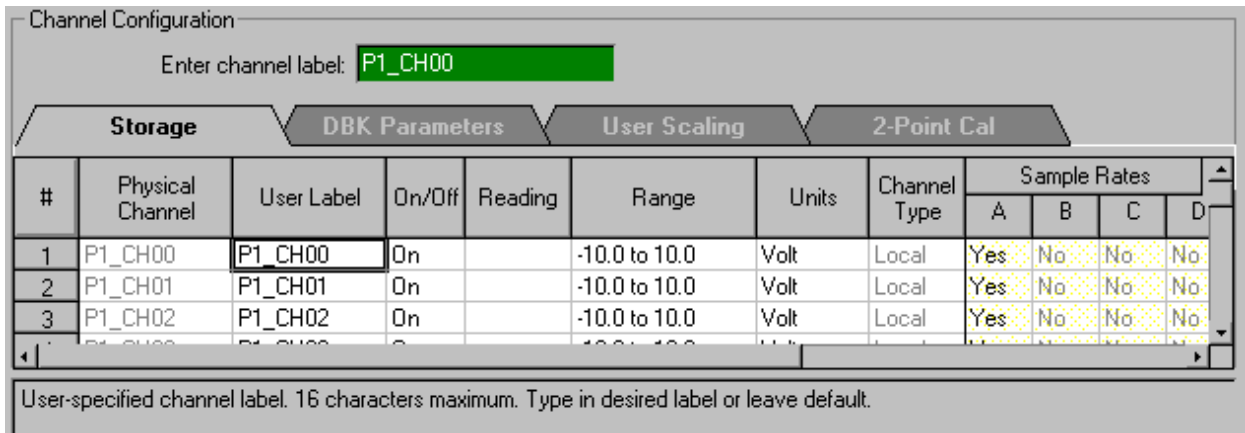 Channel Configuration
Enter channel label: P1_CH00
Storage DBK Parameters User Scaling 2-Point Cal
# Physical Channel User Label On/Off Reading Range Units Channel Type Sample Rates
A B C D
1 P1_CH00 P1_CH00 On -10.0 to 10.0 Volt Local Yes No No No
2 P1_CH01 P1_CH01 On -10.0 to 10.0 Volt Local Yes No No No
3 P1_CH02 P1_CH02 On -10.0 to 10.0 Volt Local Yes No No No
User-specified channel label. 16 characters maximum. Type in desired label or leave default.